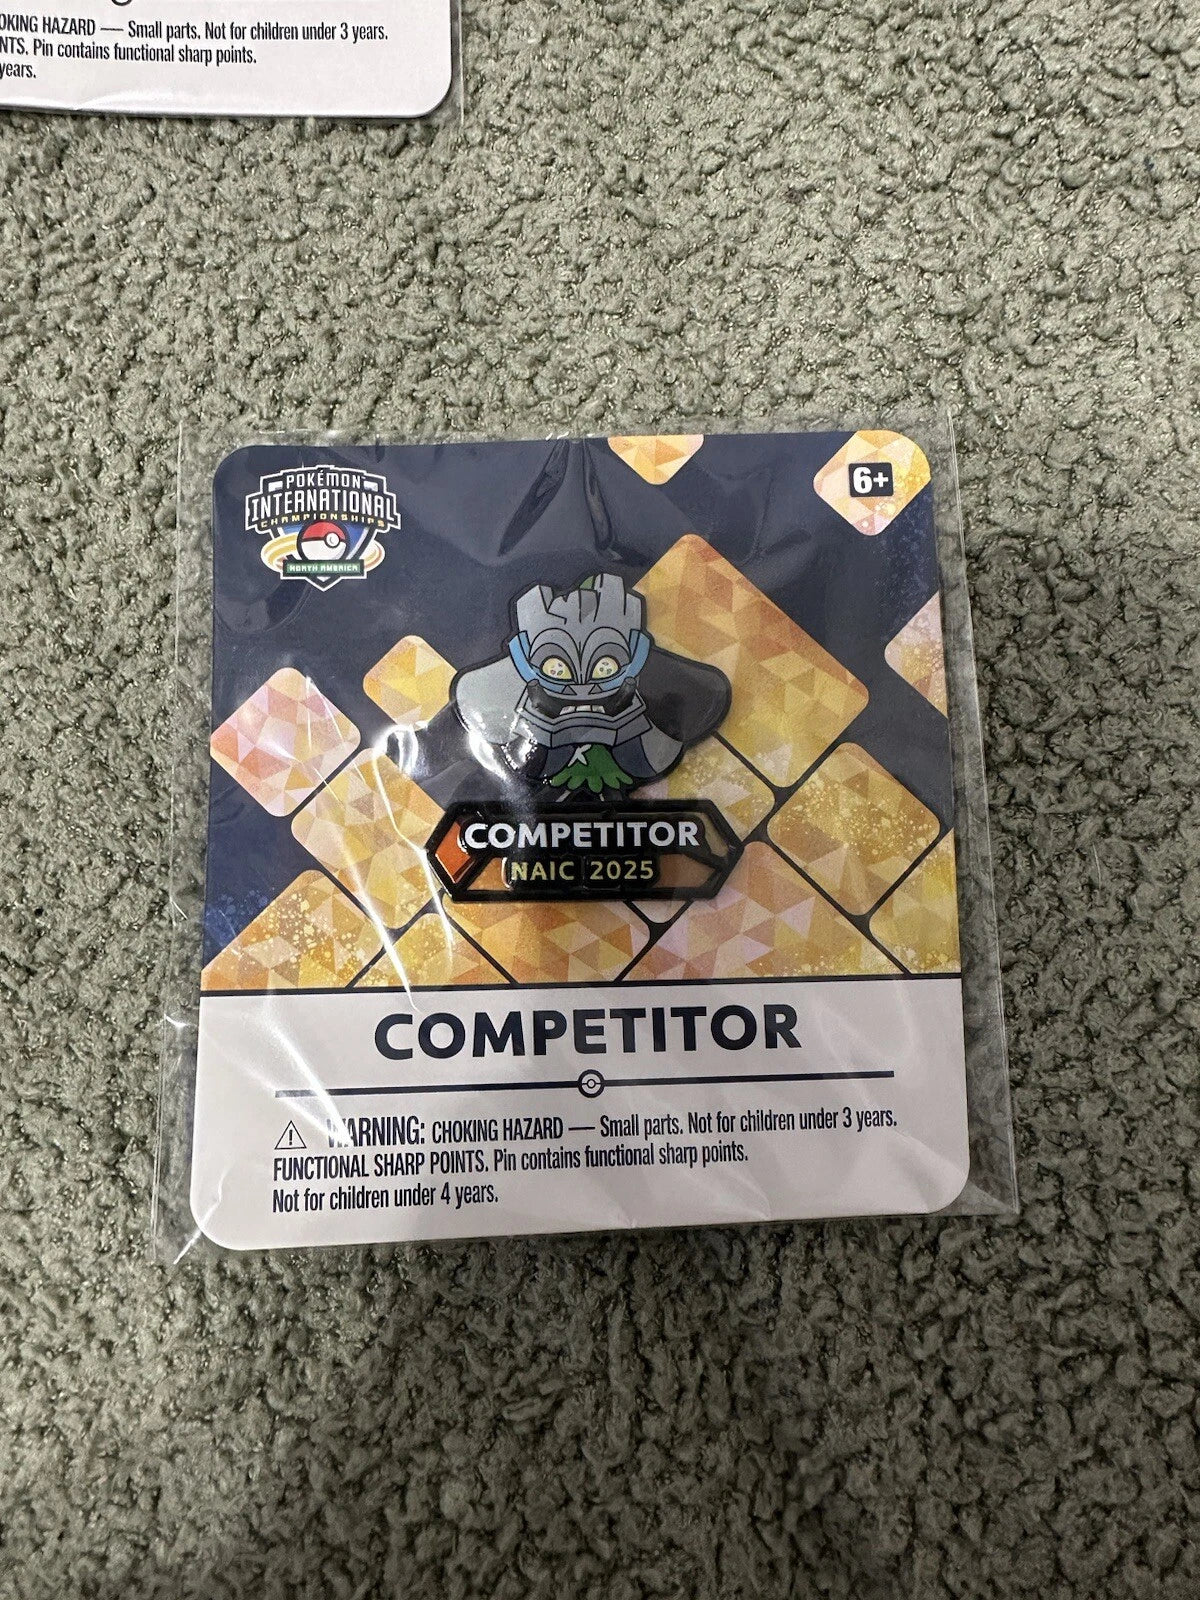 OKING HAZARD — Small parts. Not for children under 3 years.
NTS. Pin contains functional sharp points.
years.
POKÉMON
INTERNATIONAL
CHAMPIONSHIPS
NORTH AMERICA
6+
COMPETITOR
NAIC 2025
COMPETITOR
WARNING: CHOKING HAZARD — Small parts. Not for children under 3 years.
FUNCTIONAL SHARP POINTS. Pin contains functional sharp points.
Not for children under 4 years.